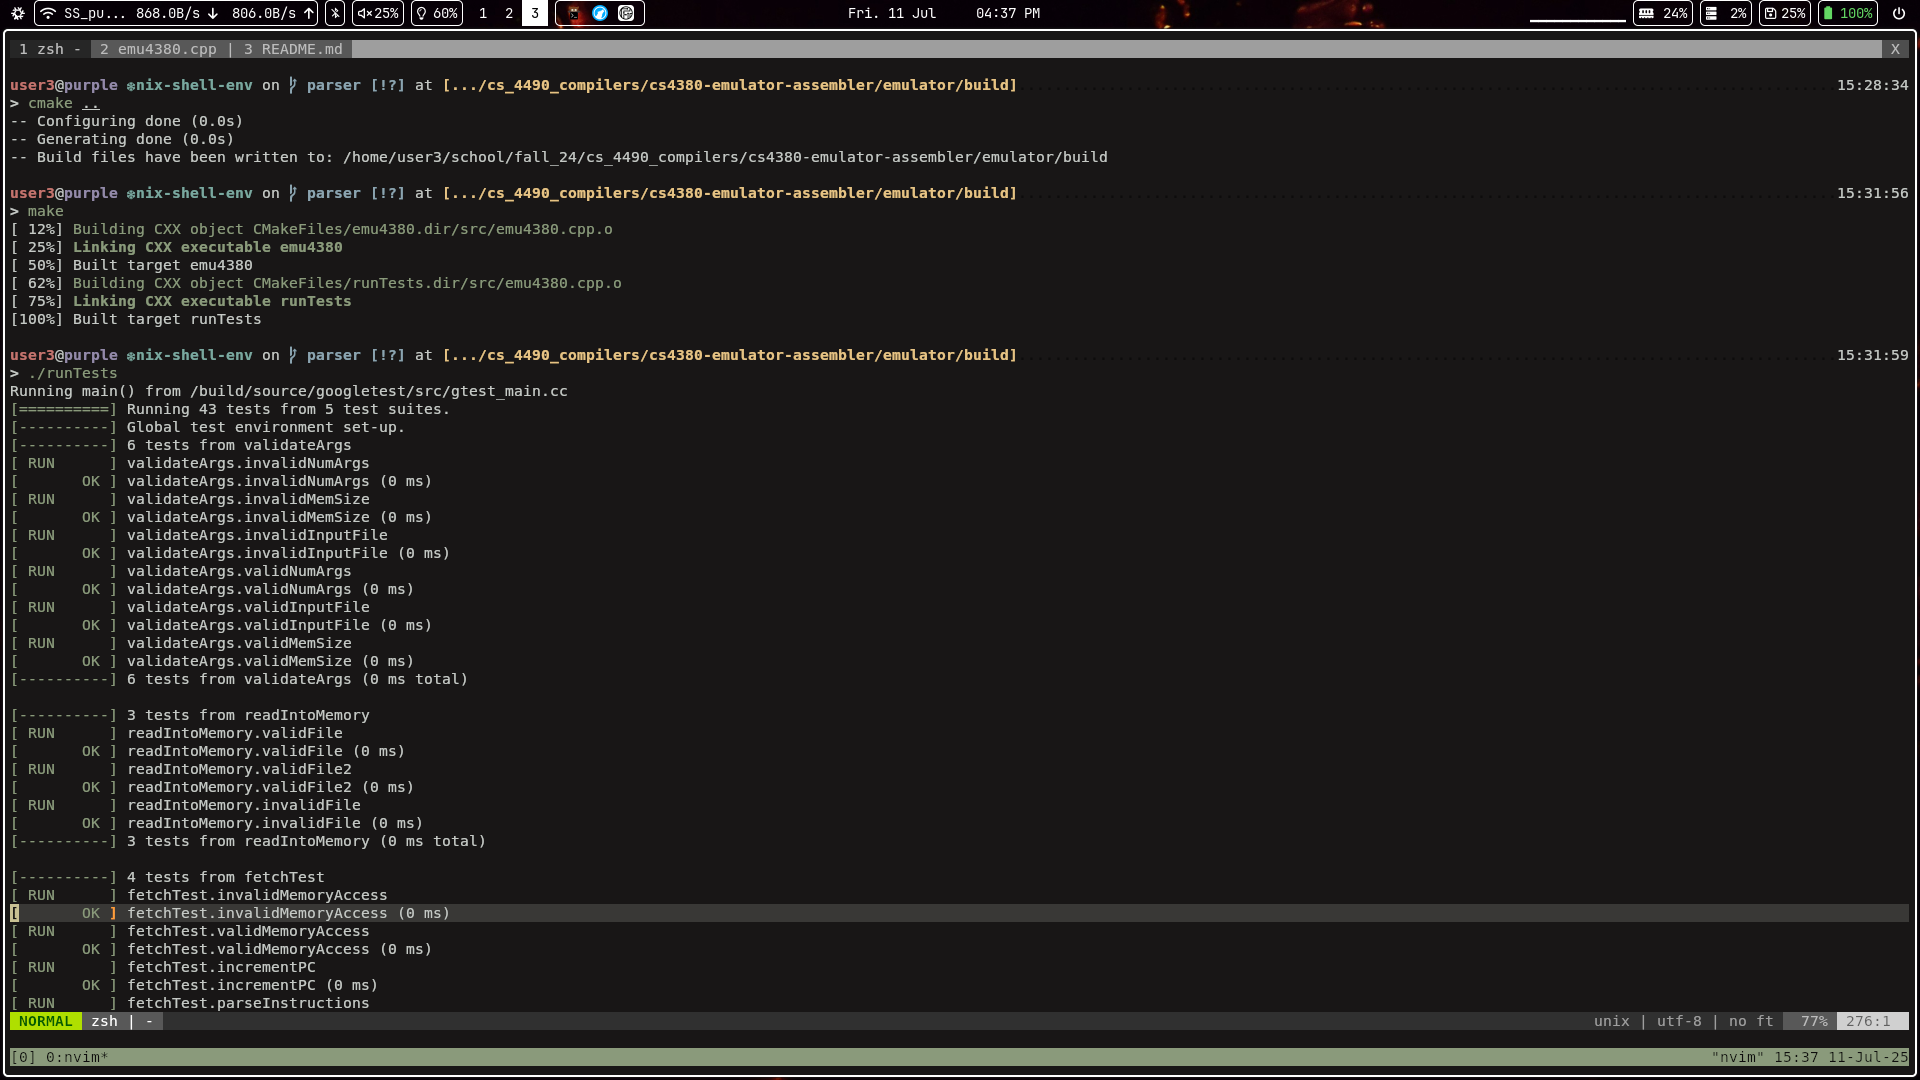 SS_pu... 868.0B/s ↓ 806.0B/s ↑ 25% 60% 1 2 3 Fri. 11 Jul 04:37 PM 24% 2% 25% 100%
1 zsh - 2 emu4380.cpp | 3 README.md X
user3@purple nix-shell-env on parser [!?] at [.../cs_4490_compilers/cs4380-emulator-assembler/emulator/build] 15:28:34
> cmake ..
-- Configuring done (0.0s)
-- Generating done (0.0s)
-- Build files have been written to: /home/user3/school/fall_24/cs_4490_compilers/cs4380-emulator-assembler/emulator/build
user3@purple nix-shell-env on parser [!?] at [.../cs_4490_compilers/cs4380-emulator-assembler/emulator/build] 15:31:56
> make
[ 12%] Building CXX object CMakeFiles/emu4380.dir/src/emu4380.cpp.o
[ 25%] Linking CXX executable emu4380
[ 50%] Built target emu4380
[ 62%] Building CXX object CMakeFiles/runTests.dir/src/emu4380.cpp.o
[ 75%] Linking CXX executable runTests
[100%] Built target runTests
user3@purple nix-shell-env on parser [!?] at [.../cs_4490_compilers/cs4380-emulator-assembler/emulator/build] 15:31:59
> ./runTests
Running main() from /build/source/googletest/src/gtest_main.cc
[==========] Running 43 tests from 5 test suites.
[----------] Global test environment set-up.
[----------] 6 tests from validateArgs
[ RUN      ] validateArgs.invalidNumArgs
[       OK ] validateArgs.invalidNumArgs (0 ms)
[ RUN      ] validateArgs.invalidMemSize
[       OK ] validateArgs.invalidMemSize (0 ms)
[ RUN      ] validateArgs.invalidInputFile
[       OK ] validateArgs.invalidInputFile (0 ms)
[ RUN      ] validateArgs.validNumArgs
[       OK ] validateArgs.validNumArgs (0 ms)
[ RUN      ] validateArgs.validInputFile
[       OK ] validateArgs.validInputFile (0 ms)
[ RUN      ] validateArgs.validMemSize
[       OK ] validateArgs.validMemSize (0 ms)
[----------] 6 tests from validateArgs (0 ms total)
[----------] 3 tests from readIntoMemory
[ RUN      ] readIntoMemory.validFile
[       OK ] readIntoMemory.validFile (0 ms)
[ RUN      ] readIntoMemory.validFile2
[       OK ] readIntoMemory.validFile2 (0 ms)
[ RUN      ] readIntoMemory.invalidFile
[       OK ] readIntoMemory.invalidFile (0 ms)
[----------] 3 tests from readIntoMemory (0 ms total)
[----------] 4 tests from fetchTest
[ RUN      ] fetchTest.invalidMemoryAccess
[       OK ] fetchTest.invalidMemoryAccess (0 ms)
[ RUN      ] fetchTest.validMemoryAccess
[       OK ] fetchTest.validMemoryAccess (0 ms)
[ RUN      ] fetchTest.incrementPC
[       OK ] fetchTest.incrementPC (0 ms)
[ RUN      ] fetchTest.parseInstructions
NORMAL zsh | - unix | utf-8 | no ft 77% 276:1
[0] 0:nvim* "nvim" 15:37 11-Jul-25